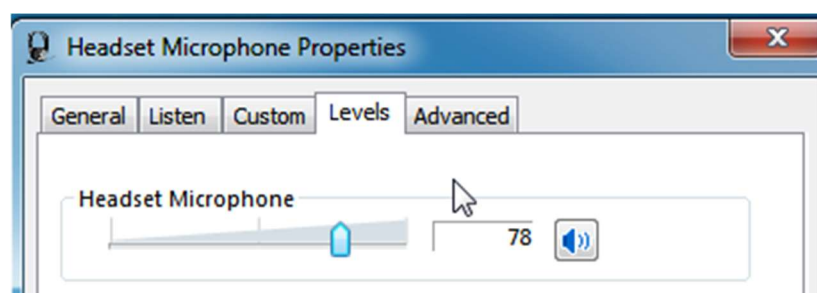 Headset Microphone Properties
General Listen Custom Levels Advanced
Headset Microphone
78